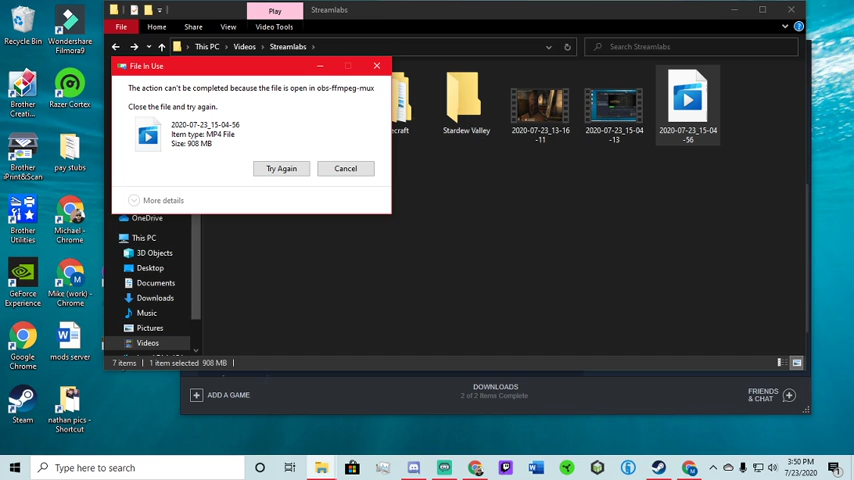 Play
Streamlabs
File
Home
Share
View
Video Tools
This PC
Videos
Streamlabs
Search Streamlabs
File In Use
The action can't be completed because the file is open in obs-ffmpeg-mux
Close the file and try again.
2020-07-23_15-04-56
Item type: MP4 File
Size: 908 MB
Try Again
Cancel
More details
craft
Stardew Valley
2020-07-23_13-16
-11
2020-07-23_15-04
-13
2020-07-23_15-04
-56
OneDrive
This PC
3D Objects
Desktop
Documents
Downloads
Music
Pictures
Videos
7 items
1 item selected 908 MB
ADD A GAME
DOWNLOADS
2 of 2 Items Complete
FRIENDS
& CHAT
Recycle Bin
Wondershare
Filmora9
Brother
Creati...
Razer Cortex
Brother
iPrint&Scan
pay stubs
Brother
Utilities
Michael -
Chrome
GeForce
Experience
Mike (work) -
Chrome
Google
Chrome
mods server
Steam
nathan pics -
Shortcut
Type here to search
3:50 PM
7/23/2020
1